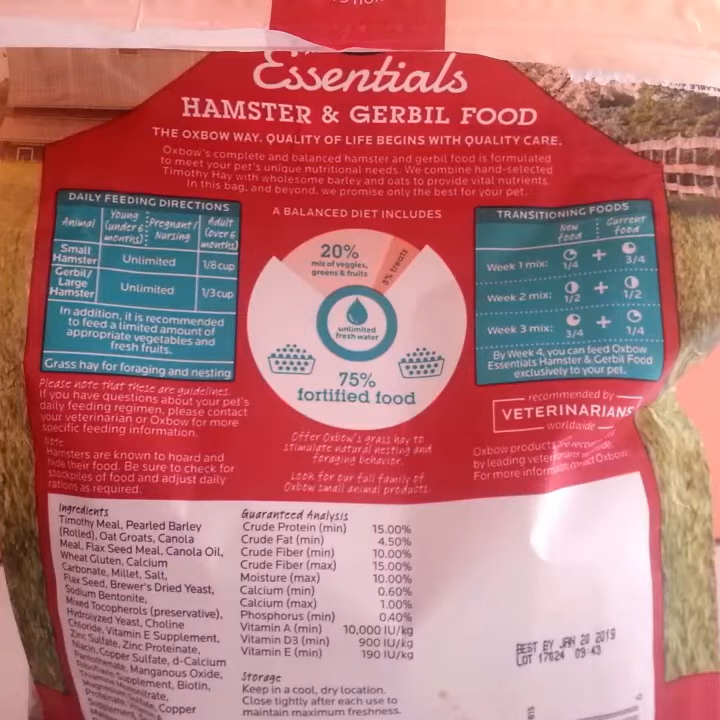 Essentials
HAMSTER & GERBIL FOOD
THE OXBOW WAY. QUALITY OF LIFE BEGINS WITH QUALITY CARE.
Oxbow's complete and balanced hamster and gerbil food is formulated
to meet your pet's unique nutritional needs. We combine hand-selected
Timothy Hay with wholesome barley and oats to provide vital nutrients.
In this bag, and beyond, we promise only the best for your pet.
DAILY FEEDING DIRECTIONS
Animal Young (under 6 months) Pregnant/ Nursing Adult (over 6 months)
Small Hamster Unlimited 1/8 cup
Gerbil/ Large Hamster Unlimited 1/3 cup
In addition, it is recommended
to feed a limited amount of
appropriate vegetables and
fresh fruits.
Grass hay for foraging and nesting
Please note that these are guidelines.
If you have questions about your pet's
daily feeding regimen, please contact
your veterinarian or Oxbow for more
specific feeding information.
Note
Hamsters are known to hoard and
hide their food. Be sure to check for
stockpiles of food and adjust daily
rations as required.
A BALANCED DIET INCLUDES
20%
mix of veggies,
greens & fruits
5% treats
unlimited
fresh water
75%
fortified food
Offer Oxbow's grass hay to
stimulate natural nesting and
foraging behavior.
Look for our full family of
Oxbow small animal products.
TRANSITIONING FOODS
New food Current food
Week 1 mix: 1/4 + 3/4
Week 2 mix: 1/2 + 1/2
Week 3 mix: 3/4 + 1/4
By Week 4, you can feed Oxbow
Essentials Hamster & Gerbil Food
exclusively to your pet.
recommended by
VETERINARIANS
worldwide
Oxbow products are
by leading
For more information, contact Oxbow.
Ingredients
Timothy Meal, Pearled Barley
(Rolled), Oat Groats, Canola
Meal, Flax Seed Meal, Canola Oil,
Wheat Gluten, Calcium
Carbonate, Millet, Salt,
Flax Seed, Brewer's Dried Yeast,
Sodium Bentonite,
Mixed Tocopherols (preservative),
Hydrolyzed Yeast, Choline
Chloride, Vitamin E Supplement,
Zinc Sulfate, Zinc Proteinate,
Niacin, Copper Sulfate, d-Calcium
Pantothenate, Manganous Oxide,
Riboflavin Supplement, Biotin,
Thiamine Mononitrate,
Copper
Guaranteed Analysis
Crude Protein (min) 15.00%
Crude Fat (min) 4.50%
Crude Fiber (min) 10.00%
Crude Fiber (max) 15.00%
Moisture (max) 10.00%
Calcium (min) 0.60%
Calcium (max) 1.00%
Phosphorus (min) 0.40%
Vitamin A (min) 10,000 IU/kg
Vitamin D3 (min) 900 IU/kg
Vitamin E (min) 190 IU/kg
Storage
Keep in a cool, dry location.
Close tightly after each use to
maintain maximum freshness.
BEST BY JAN 20 2019
LOT 17024 09:43